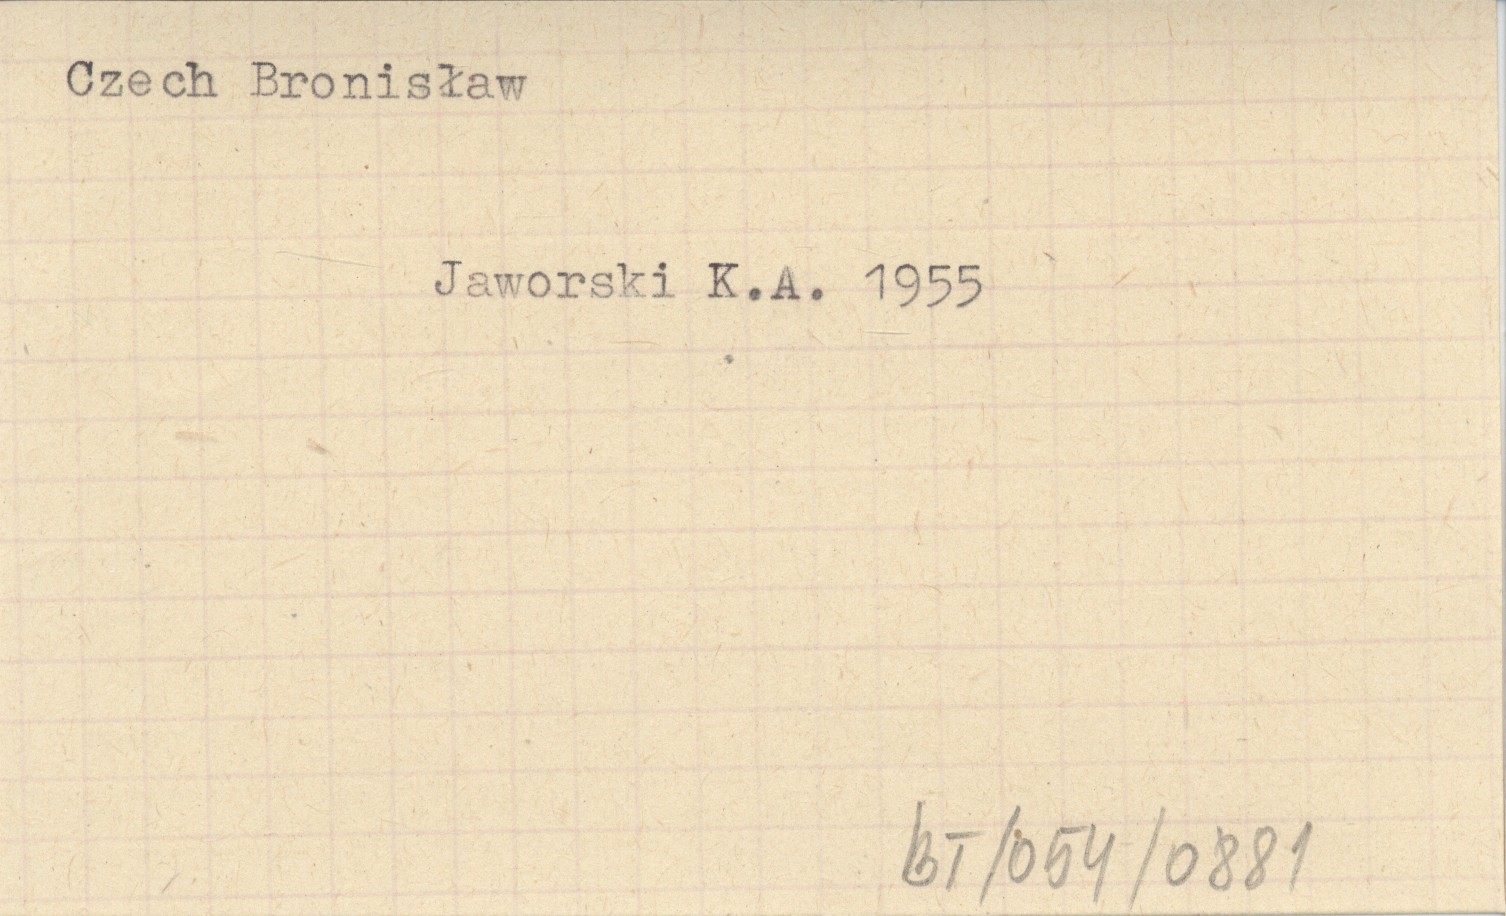 Czech Bronisław
Jaworski K.A. 1955
BT/054/0881